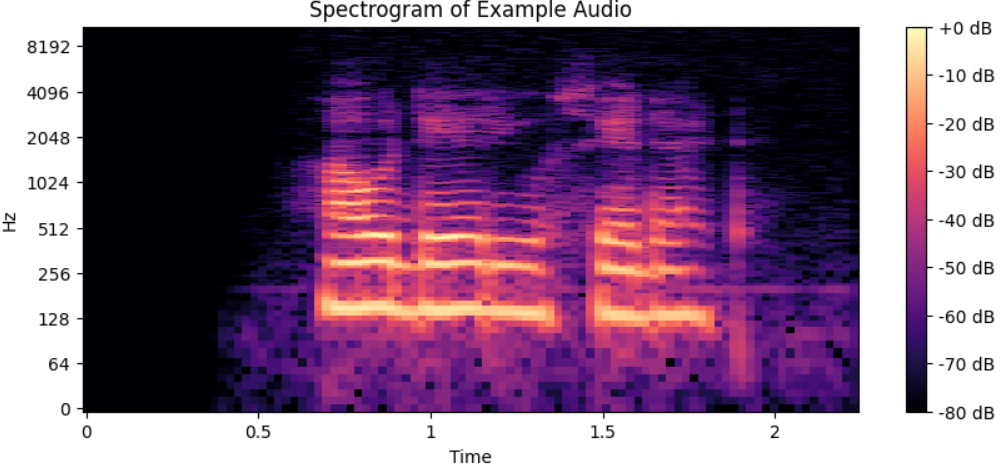 Spectrogram of Example Audio
Hz
8192
4096
2048
1024
512
256
128
64
0
0 0.5 1 1.5 2
Time
+0 dB
-10 dB
-20 dB
-30 dB
-40 dB
-50 dB
-60 dB
-70 dB
-80 dB